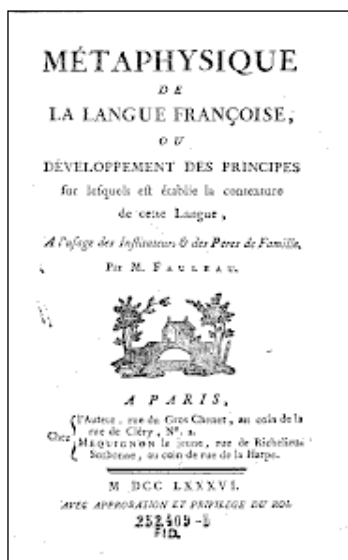 MÉTAPHYSIQUE
DE
LA LANGUE FRANÇOISE,
OU
DÉVELOPPEMENT DES PRINCIPES
sur lesquels est établie la contexture
de cette Langue,
A l'usage des Instituteurs & des Peres de Famille,
Par M. FAULEAU.
A PARIS,
Chez
l'Auteur, rue du Gros Chenet, au coin de la
rue de Cléry, N°. 2.
MEQUIGNON le jeune, rue de Richelieu
Sorbonne, au coin de rue de la Harpe.
M DCC LXXXVI.
AVEC APPROBATION ET PRIVILEGE DU ROI.
252409-B
FID.